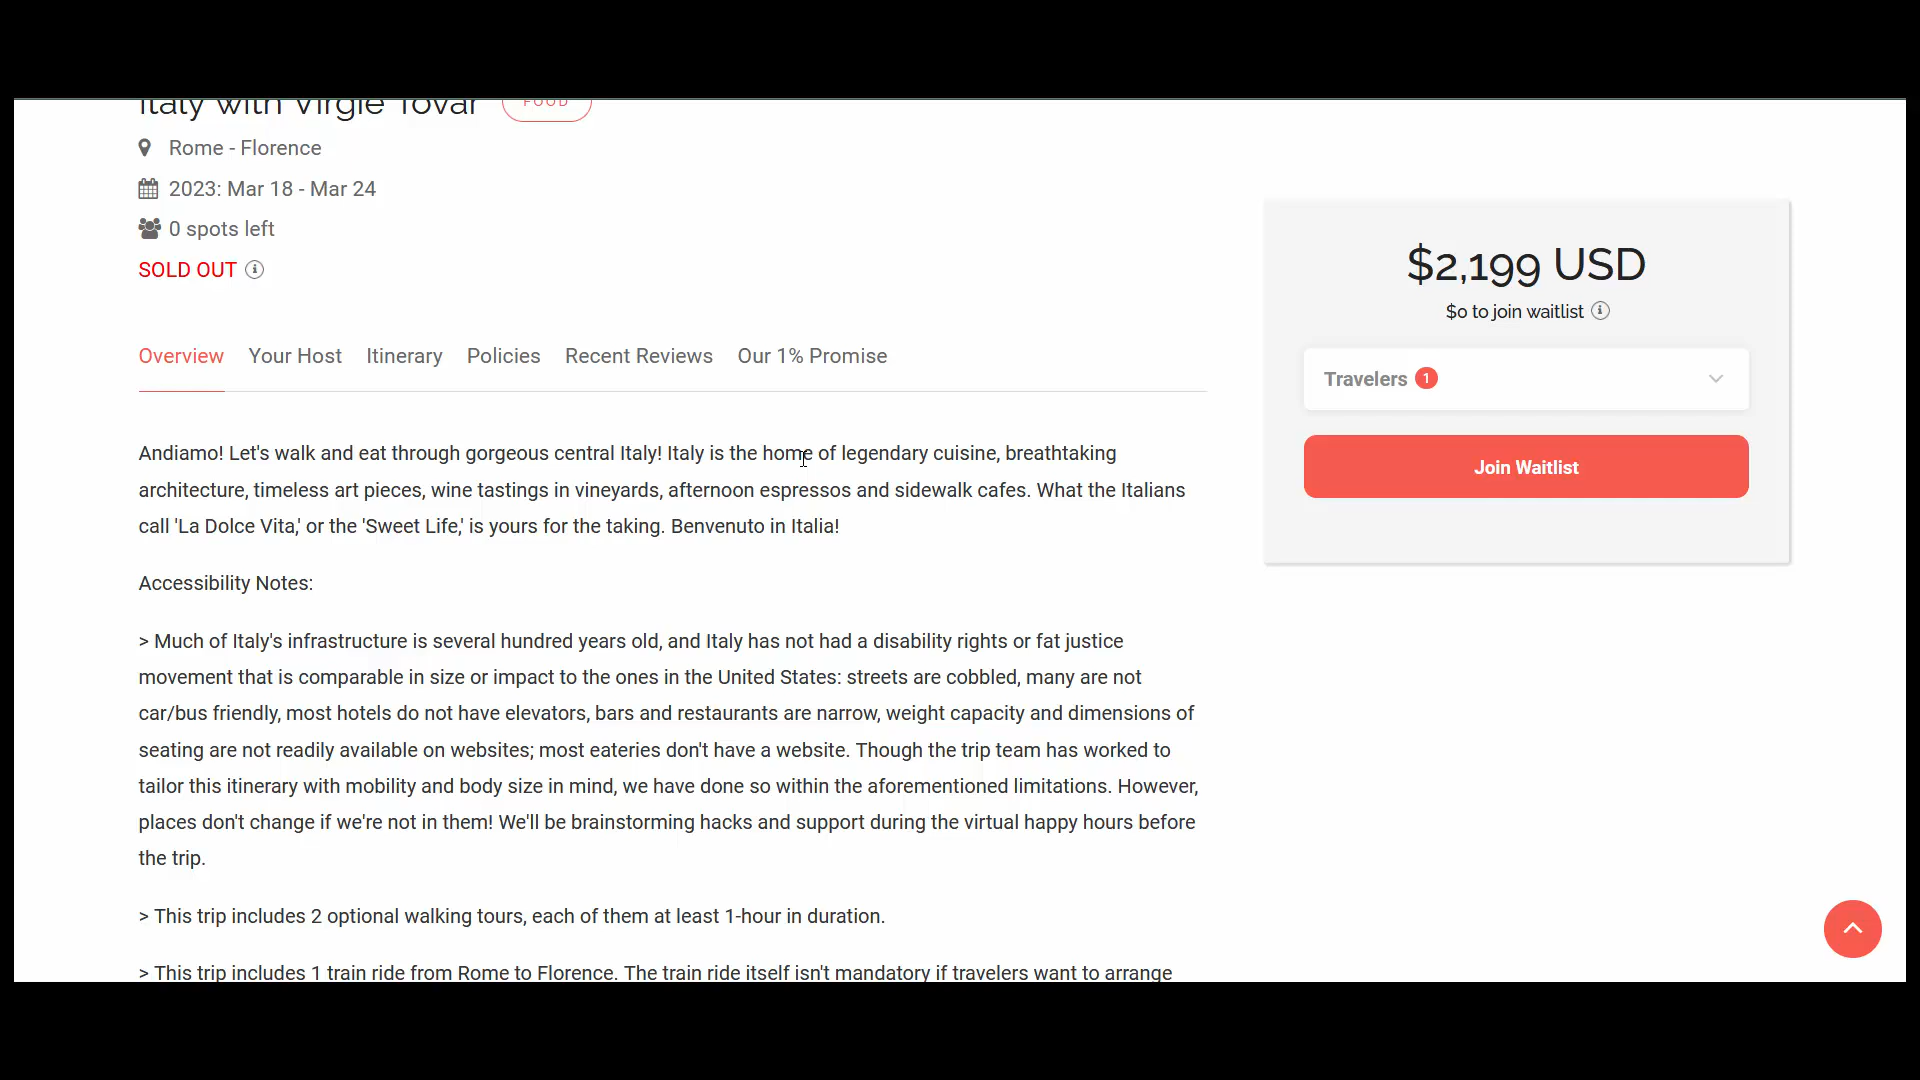 Italy with Virgie Tovar FOOD
Rome - Florence
2023: Mar 18 - Mar 24
0 spots left
SOLD OUT
$2,199 USD
$0 to join waitlist
Travelers 1
Join Waitlist
Overview Your Host Itinerary Policies Recent Reviews Our 1% Promise
Andiamo! Let's walk and eat through gorgeous central Italy! Italy is the home of legendary cuisine, breathtaking
architecture, timeless art pieces, wine tastings in vineyards, afternoon espressos and sidewalk cafes. What the Italians
call 'La Dolce Vita,' or the 'Sweet Life,' is yours for the taking. Benvenuto in Italia!
Accessibility Notes:
> Much of Italy's infrastructure is several hundred years old, and Italy has not had a disability rights or fat justice
movement that is comparable in size or impact to the ones in the United States: streets are cobbled, many are not
car/bus friendly, most hotels do not have elevators, bars and restaurants are narrow, weight capacity and dimensions of
seating are not readily available on websites; most eateries don't have a website. Though the trip team has worked to
tailor this itinerary with mobility and body size in mind, we have done so within the aforementioned limitations. However,
places don't change if we're not in them! We'll be brainstorming hacks and support during the virtual happy hours before
the trip.
> This trip includes 2 optional walking tours, each of them at least 1-hour in duration.
> This trip includes 1 train ride from Rome to Florence. The train ride itself isn't mandatory if travelers want to arrange